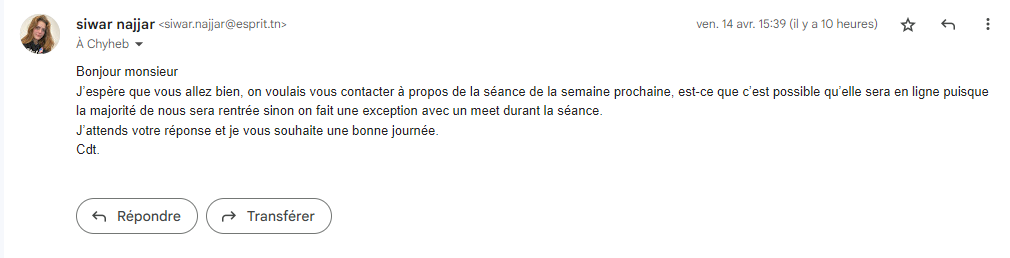 siwar najjar <siwar.najjar@esprit.tn> ven. 14 avr. 15:39 (il y a 10 heures)
À Chyheb
Bonjour monsieur
J'espère que vous allez bien, on voulais vous contacter à propos de la séance de la semaine prochaine, est-ce que c'est possible qu'elle sera en ligne puisque
la majorité de nous sera rentrée sinon on fait une exception avec un meet durant la séance.
J'attends votre réponse et je vous souhaite une bonne journée.
Cdt.
Répondre Transférer